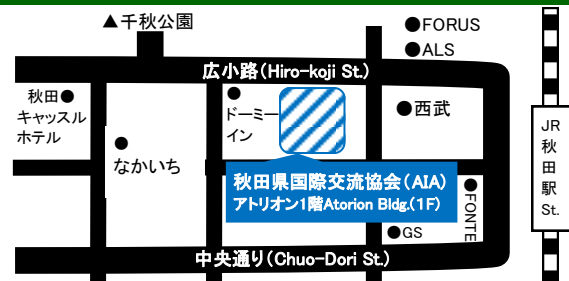 ▲千秋公園
●FORUS
●ALS
広小路(Hiro-koji St.)
秋田●
キャッスル
ホテル
●
なかいち
●
ドーミー
イン
●西武
秋田県国際交流協会(AIA)
アトリオン1階Atorion Bldg.(1F)
●FONTE
●GS
JR
秋
田
駅
St.
中央通り(Chuo-Dori St.)